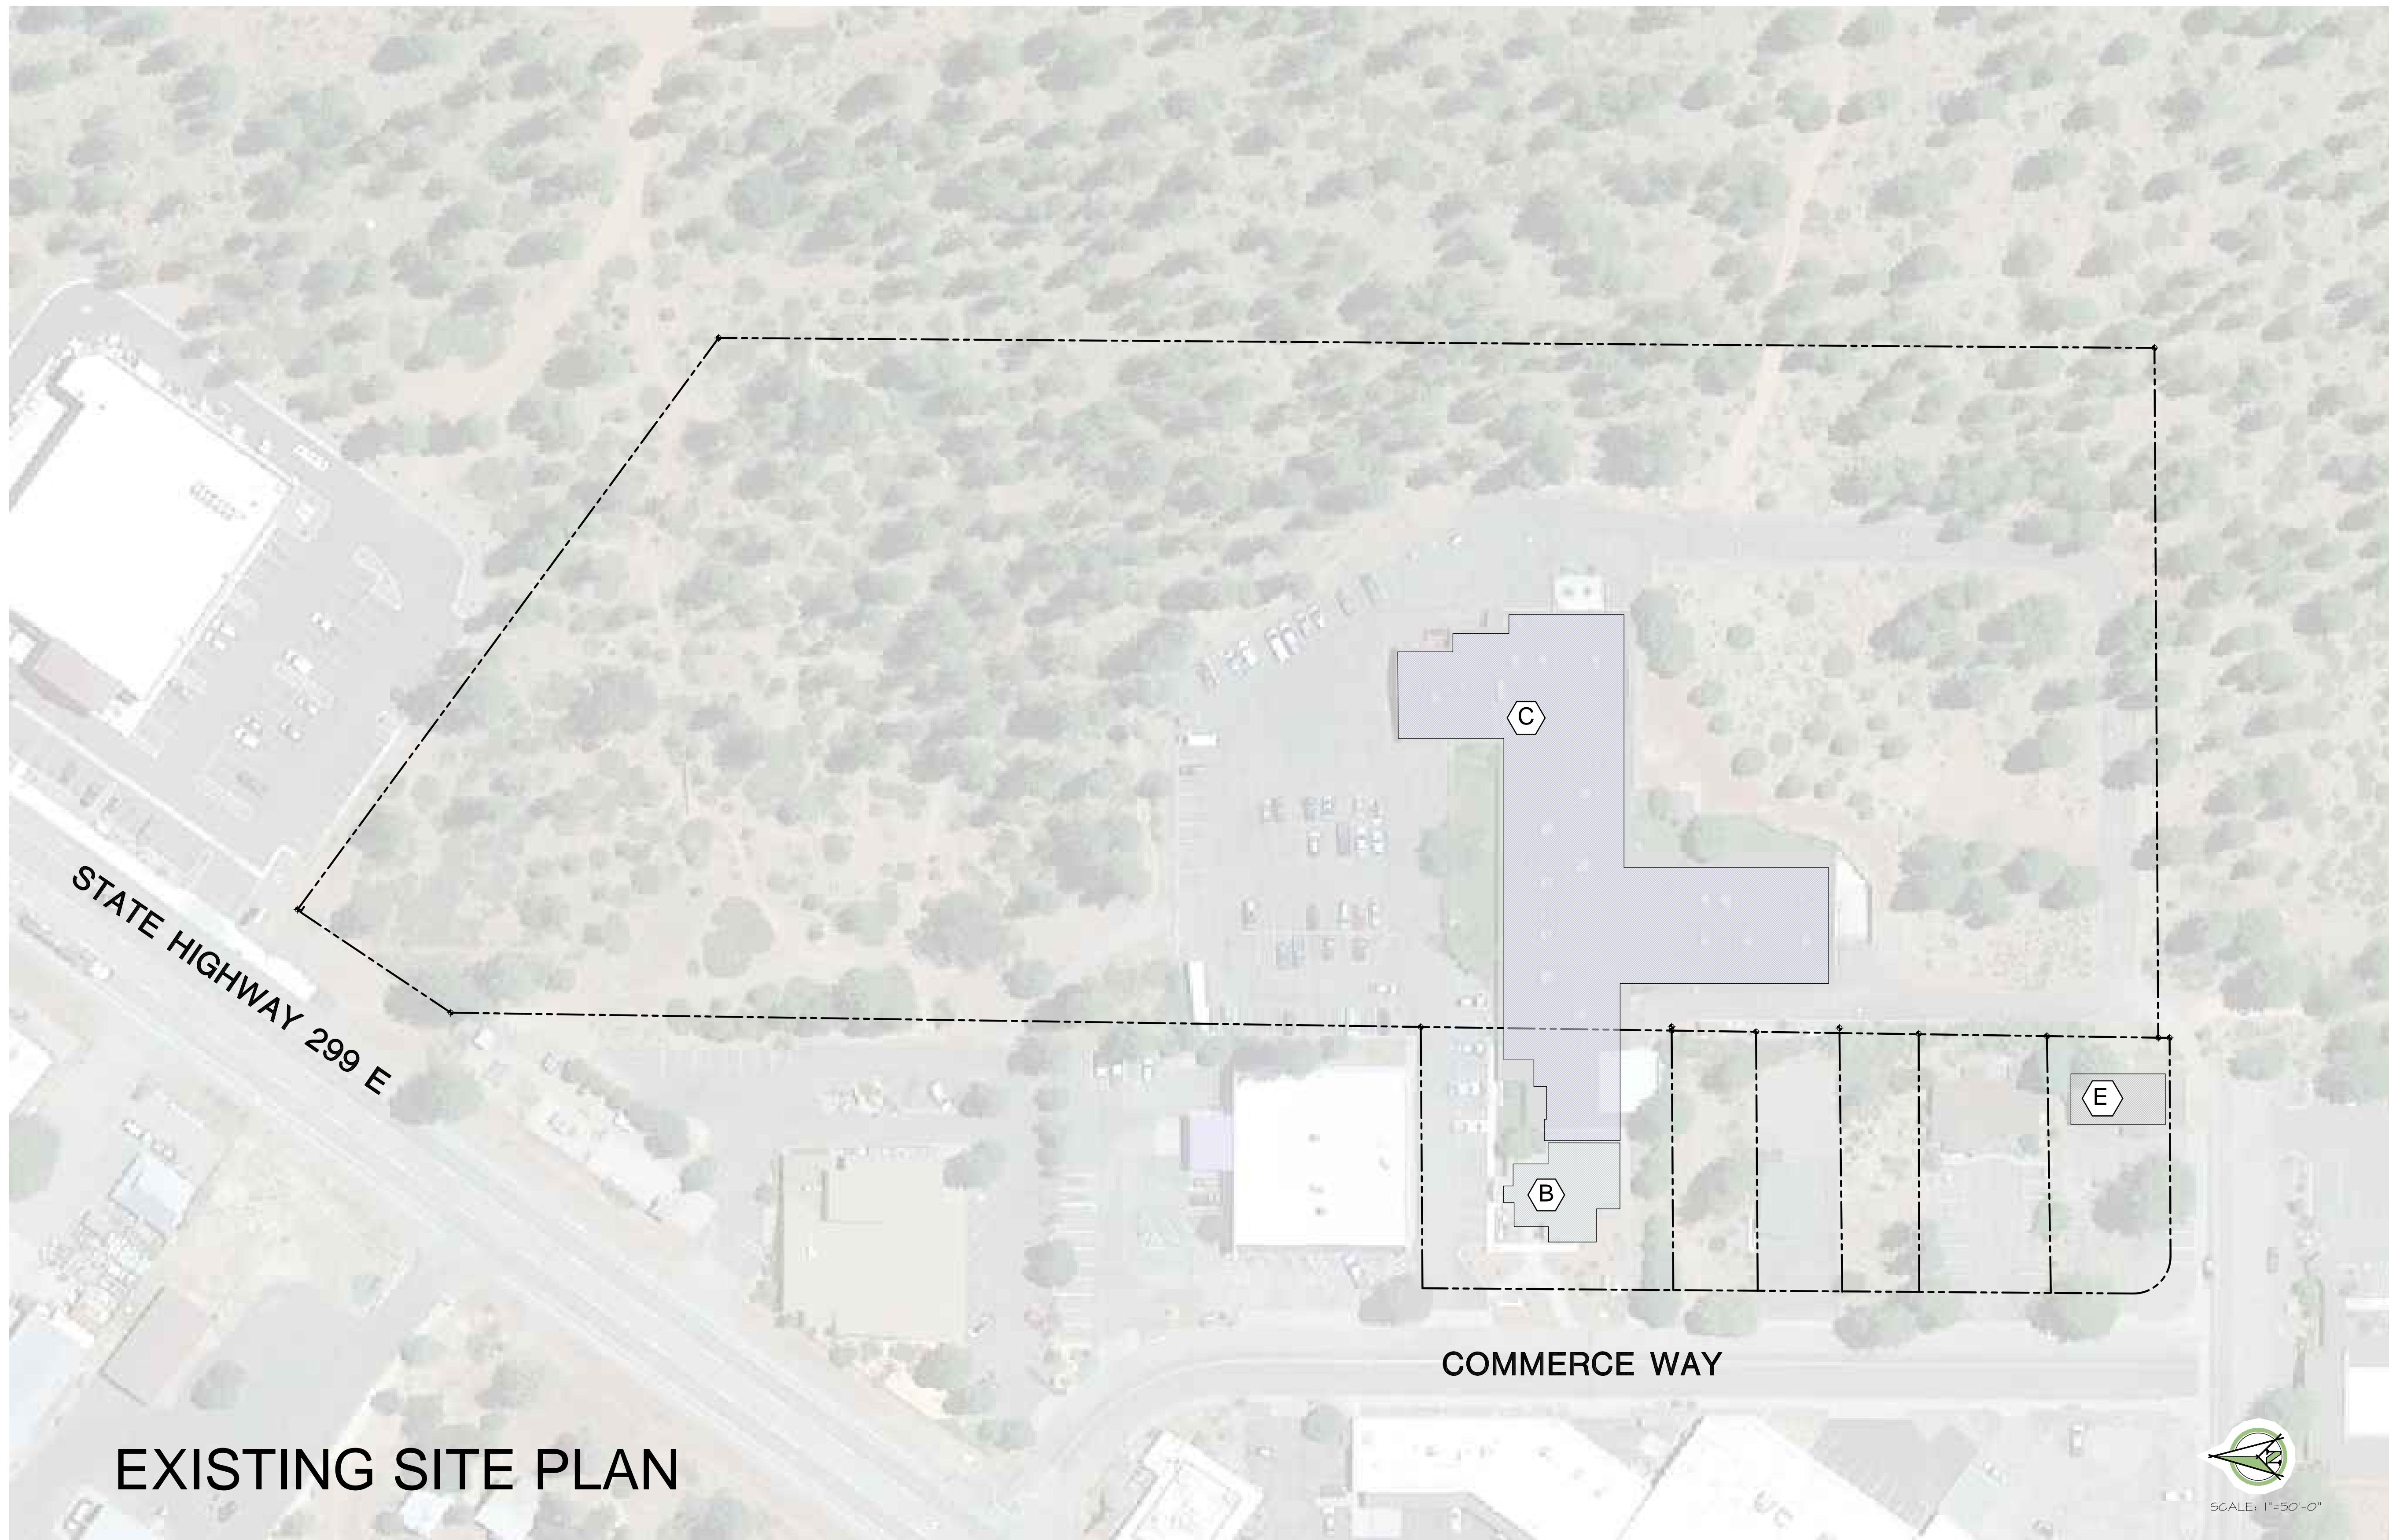 C
STATE HIGHWAY 299 E
E
B
COMMERCE WAY
EXISTING SITE PLAN
N
SCALE: 1"=50'-0"